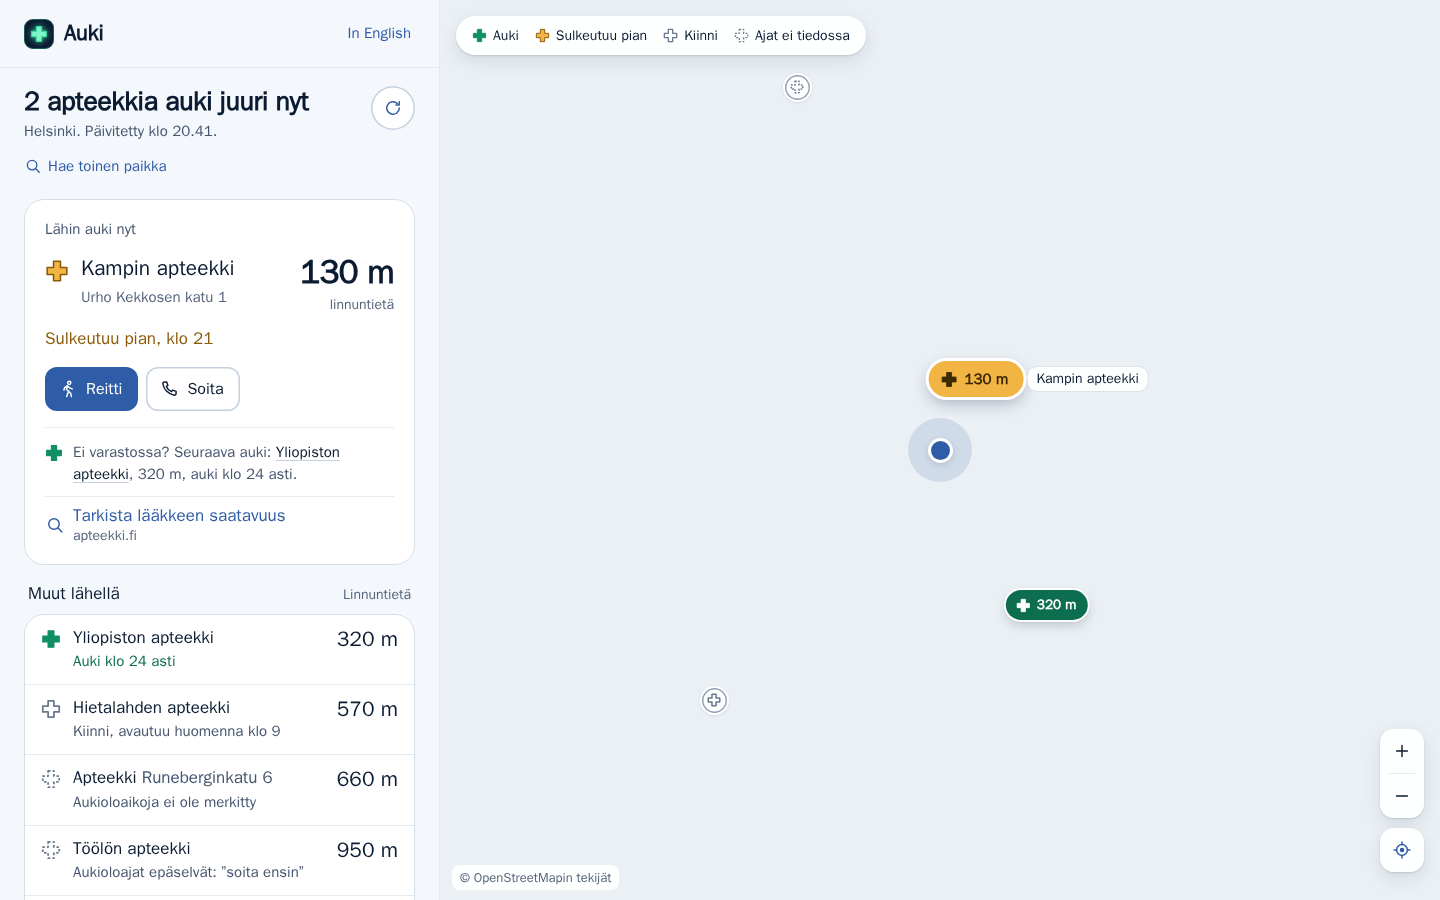 Auki
In English
2 apteekkia auki juuri nyt
Helsinki. Päivitetty klo 20.41.
Hae toinen paikka
Lähin auki nyt
Kampin apteekki
130 m
Urho Kekkosen katu 1
linnuntietä
Sulkeutuu pian, klo 21
Reitti
Soita
Ei varastossa? Seuraava auki: Yliopiston
apteekki, 320 m, auki klo 24 asti.
Tarkista lääkkeen saatavuus
apteekki.fi
Muut lähellä
Linnuntietä
Yliopiston apteekki
320 m
Auki klo 24 asti
Hietalahden apteekki
570 m
Kiinni, avautuu huomenna klo 9
Apteekki Runeberginkatu 6
660 m
Aukioloaikoja ei ole merkitty
Töölön apteekki
950 m
Aukioloajat epäselvät: ”soita ensin”
Auki
Sulkeutuu pian
Kiinni
Ajat ei tiedossa
130 m
Kampin apteekki
320 m
+
−
© OpenStreetMapin tekijät